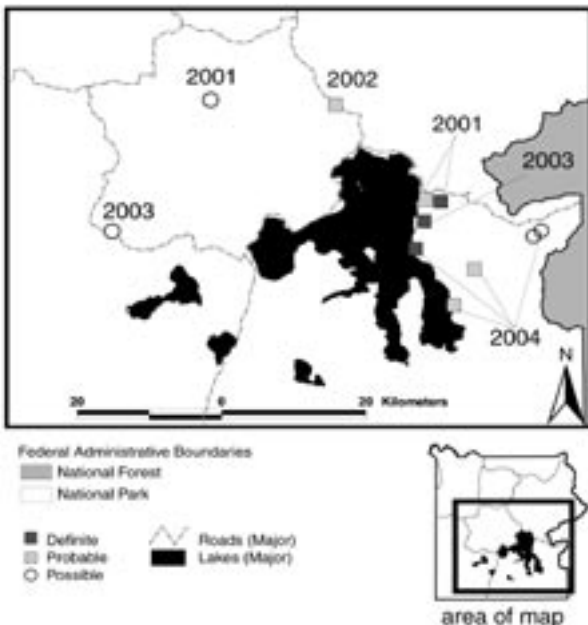 2001
2002
2001
2003
2003
2004
N
20 0 20 Kilometers
Federal Administrative Boundaries
National Forest
National Park
Definite
Probable
Possible
Roads (Major)
Lakes (Major)
area of map